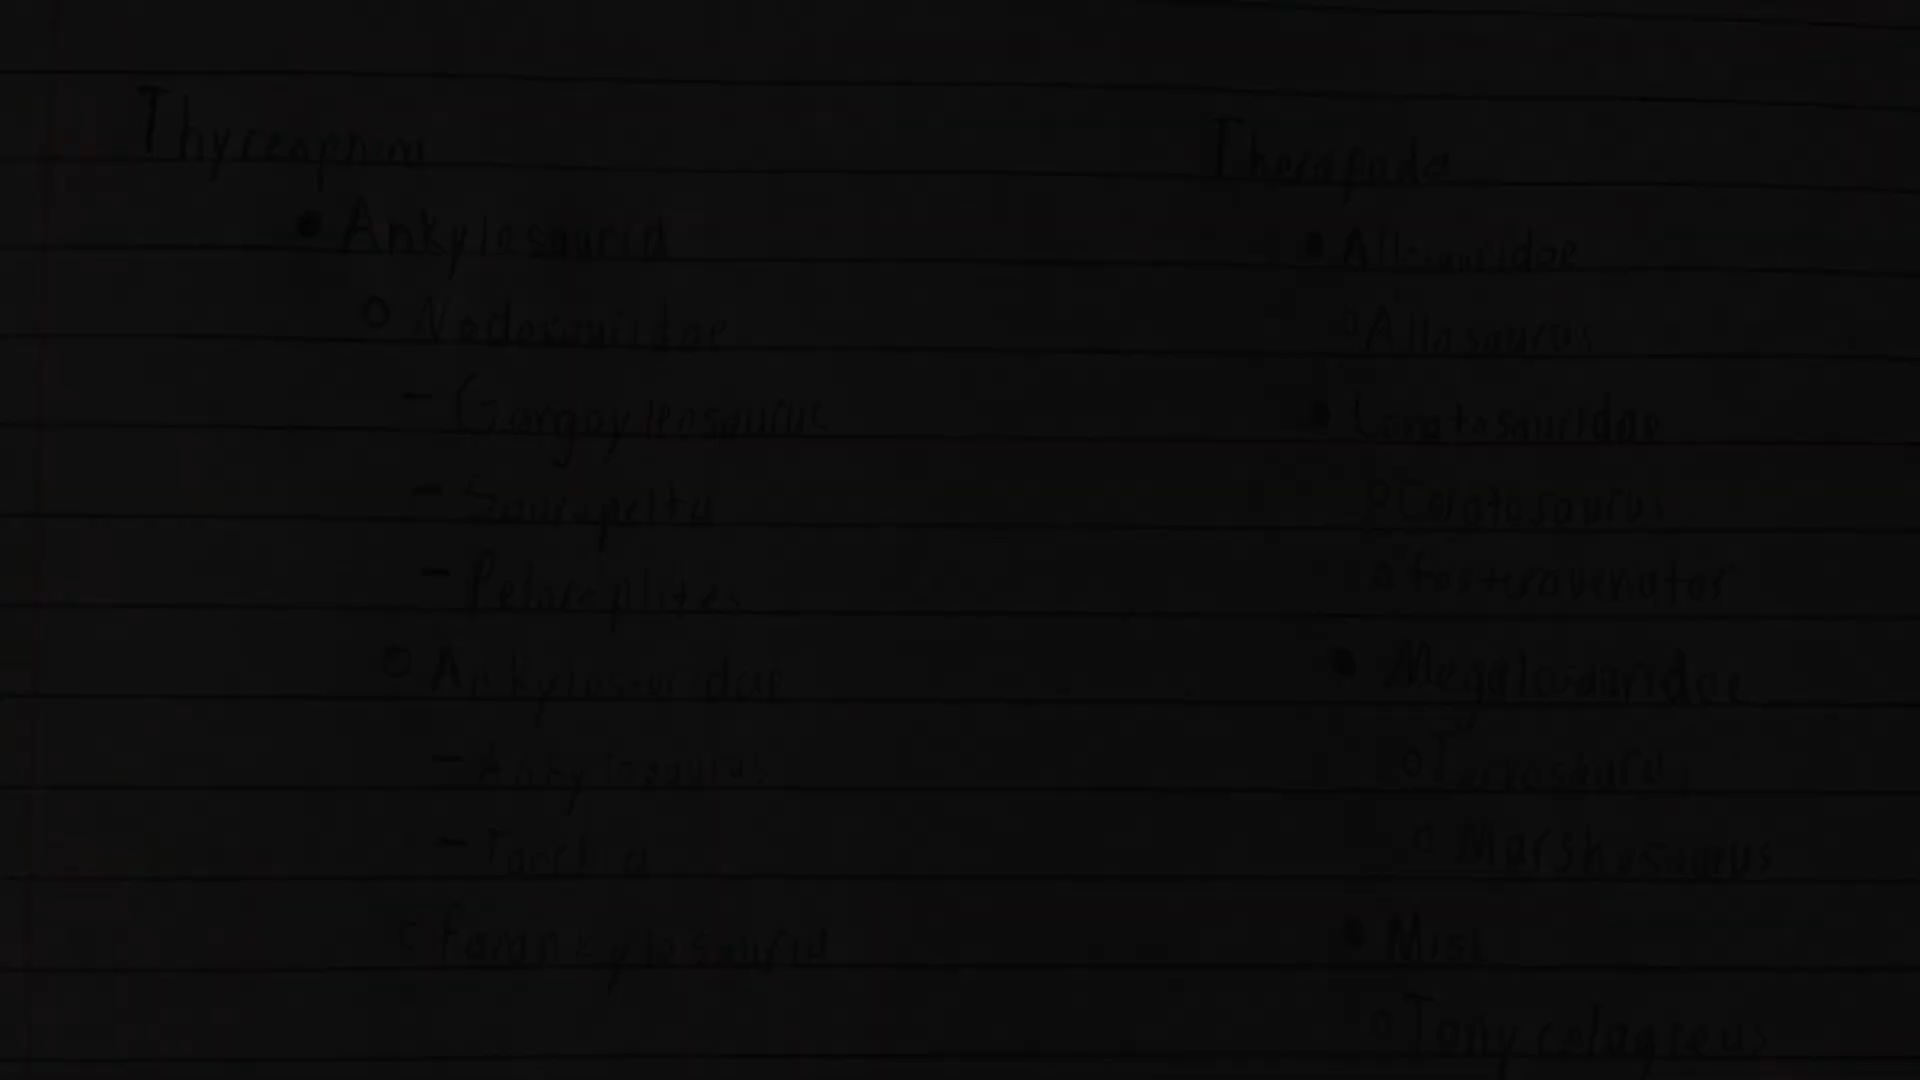 Thyreophora
• Ankylosauria
o Nodosauridae
- Gargoyleosaurus
- Sauropelta
- Peloroplites
o Ankylosauridae
- Ankylosaurus
- Tarchia
o Parankylosauria
Theropoda
• Allosauridae
o Allosaurus
• Ceratosauridae
o Ceratosaurus
o Fosterovenator
• Megalosauridae
o Torvosaurus
o Marshosaurus
• Misc
o Tanycolagreus